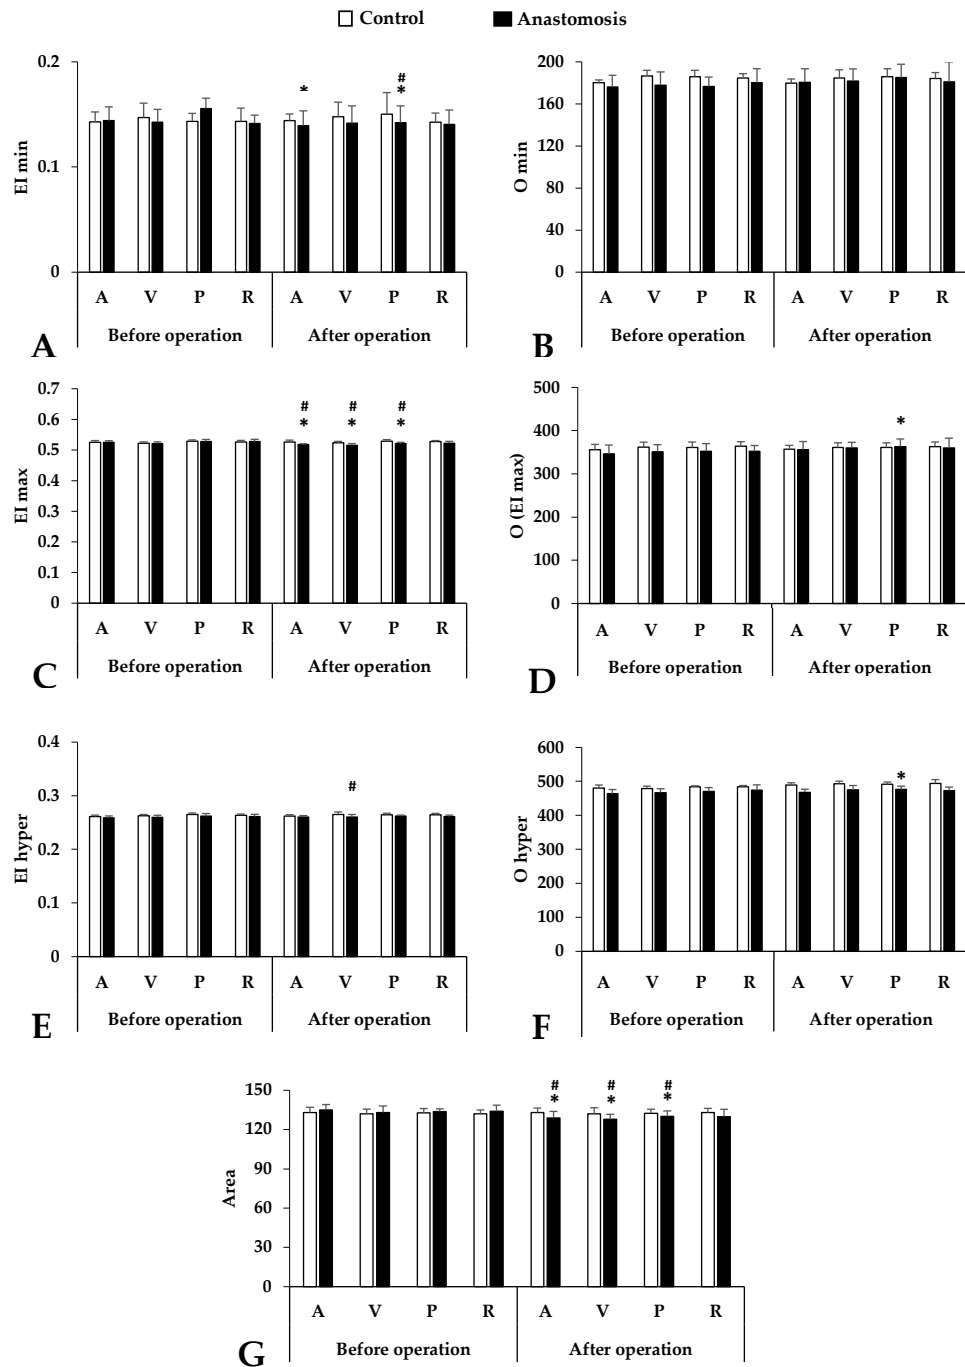 Control Anastomosis
0.2 # * *
0.1
0
EI min
A V P R A V P R
Before operation After operation
A
200
160
120
80
40
0
O min
A V P R A V P R
Before operation After operation
B
0.7
0.6 # # #
0.5 * * *
0.4
0.3
0.2
0.1
0
EI max
A V P R A V P R
Before operation After operation
C
500
400 *
300
200
100
0
O (EI max)
A V P R A V P R
Before operation After operation
D
0.4
0.3 #
0.2
0.1
0
EI hyper
A V P R A V P R
Before operation After operation
E
600
500 *
400
300
200
100
0
O hyper
A V P R A V P R
Before operation After operation
F
150 # # #
120 * * *
90
60
30
0
Area
A V P R A V P R
Before operation After operation
G